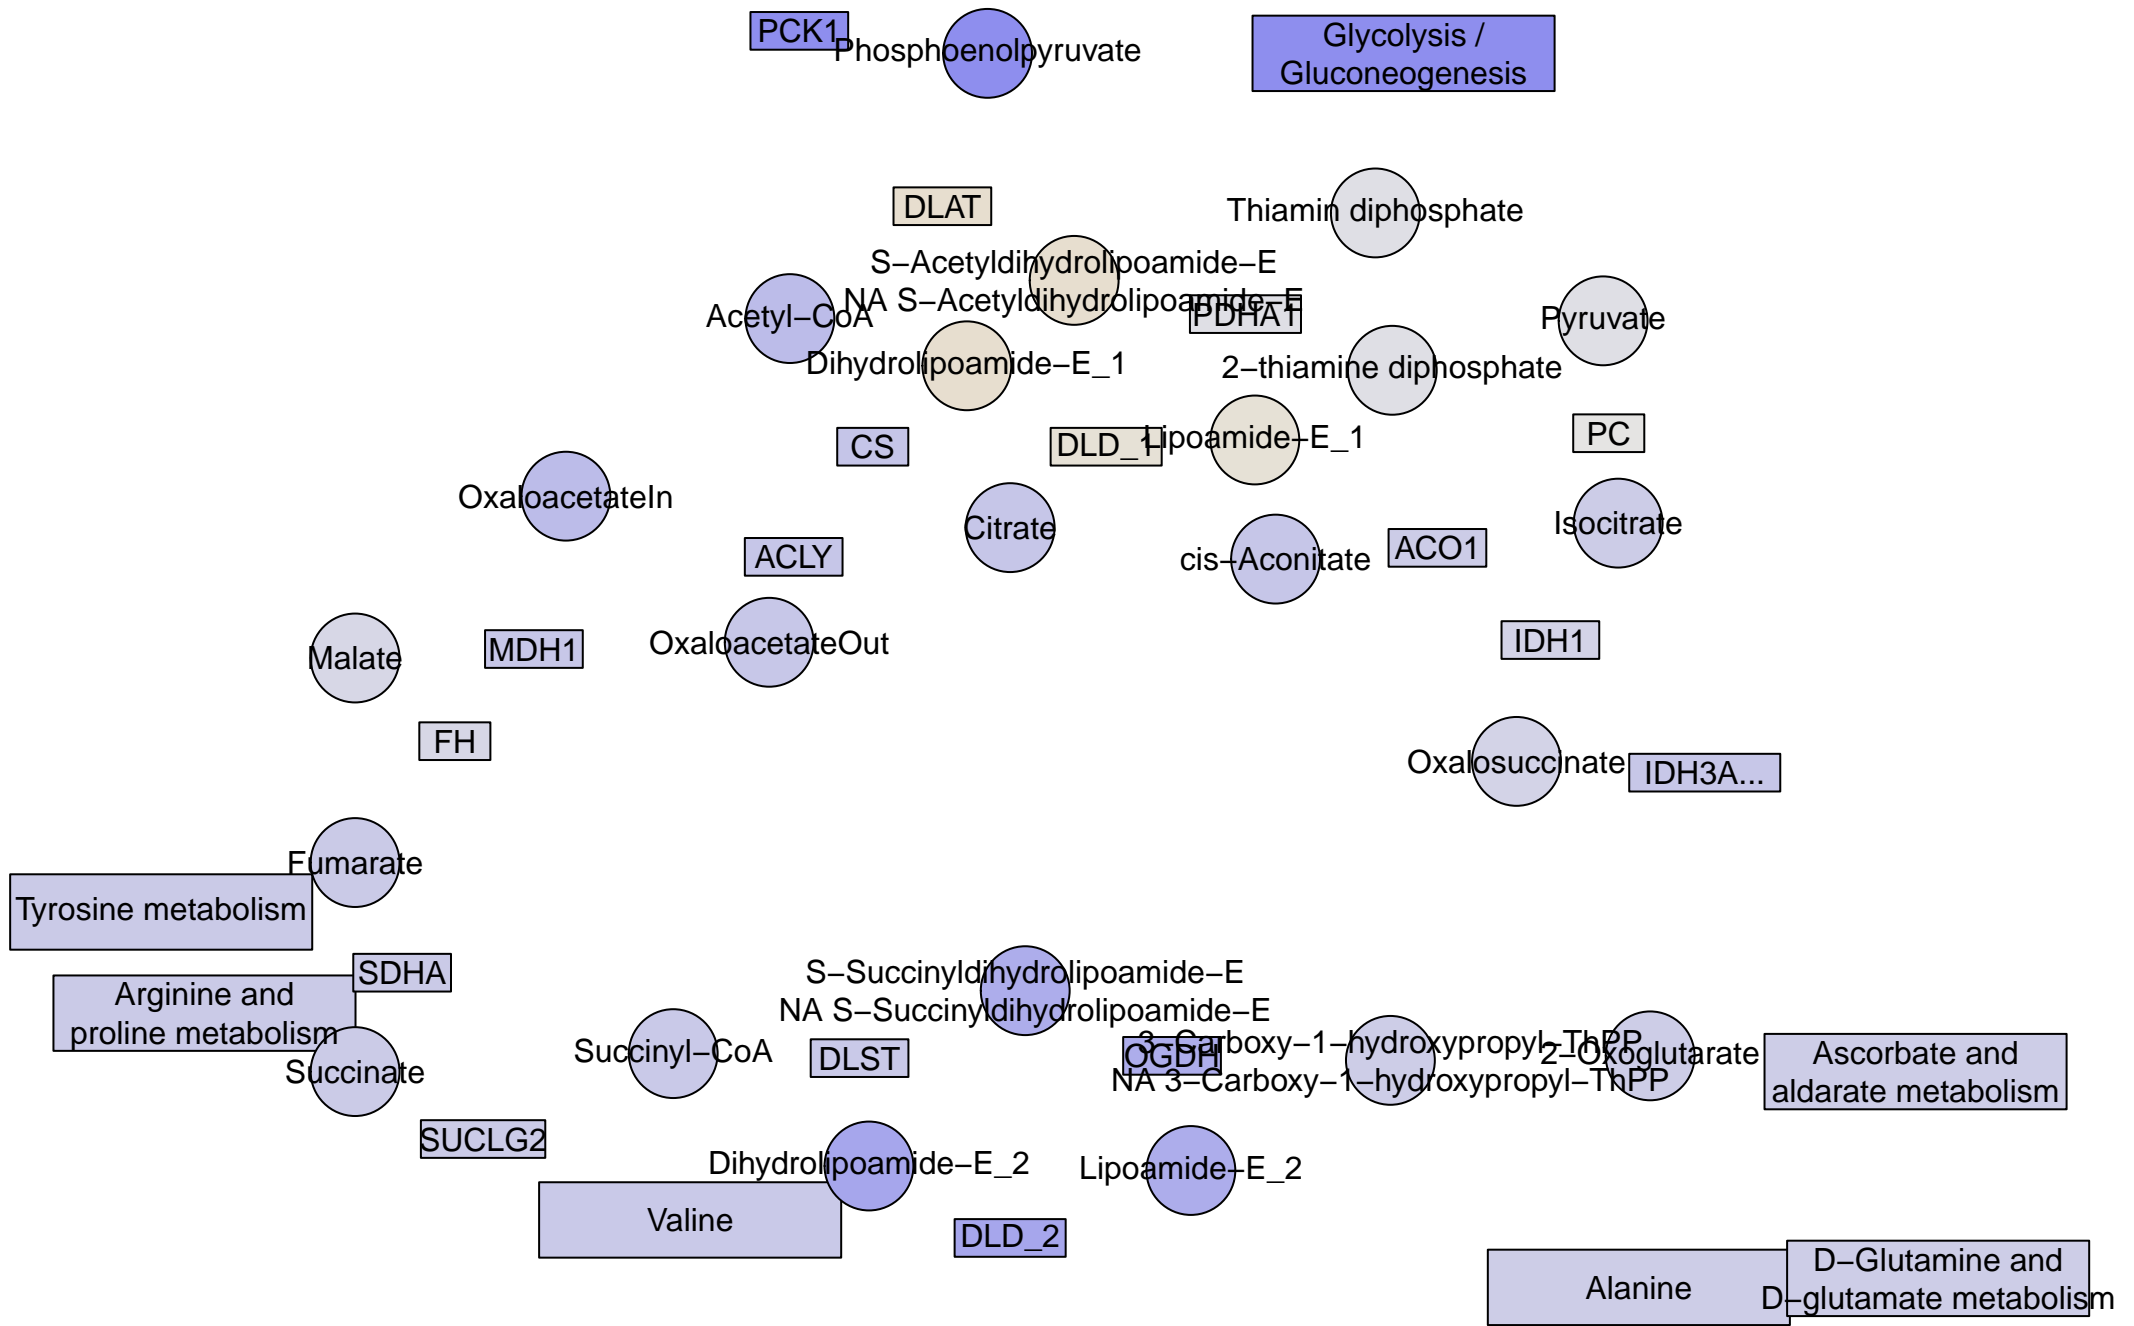 PCK1
Phosphoenolpyruvate
Glycolysis /
Gluconeogenesis
DLAT
Thiamin diphosphate
S−Acetyldihydrolipoamide−E
NA S−Acetyldihydrolipoamide−E
PDHA1
Acetyl−CoA
Pyruvate
Dihydrolipoamide−E_1
2−thiamine diphosphate
CS
DLD_1
Lipoamide−E_1
PC
OxaloacetateIn
Citrate
Isocitrate
ACLY
cis−Aconitate
ACO1
Malate
MDH1
OxaloacetateOut
IDH1
FH
Oxalosuccinate
IDH3A...
Fumarate
Tyrosine metabolism
SDHA
Arginine and
proline metabolism
Succinate
S−Succinyldihydrolipoamide−E
NA S−Succinyldihydrolipoamide−E
Succinyl−CoA
DLST
OGDH
3−Carboxy−1−hydroxypropyl−ThPP
NA 3−Carboxy−1−hydroxypropyl−ThPP
2−Oxoglutarate
Ascorbate and
aldarate metabolism
SUCLG2
Dihydrolipoamide−E_2
Lipoamide−E_2
Valine
DLD_2
Alanine
D−Glutamine and
D−glutamate metabolism